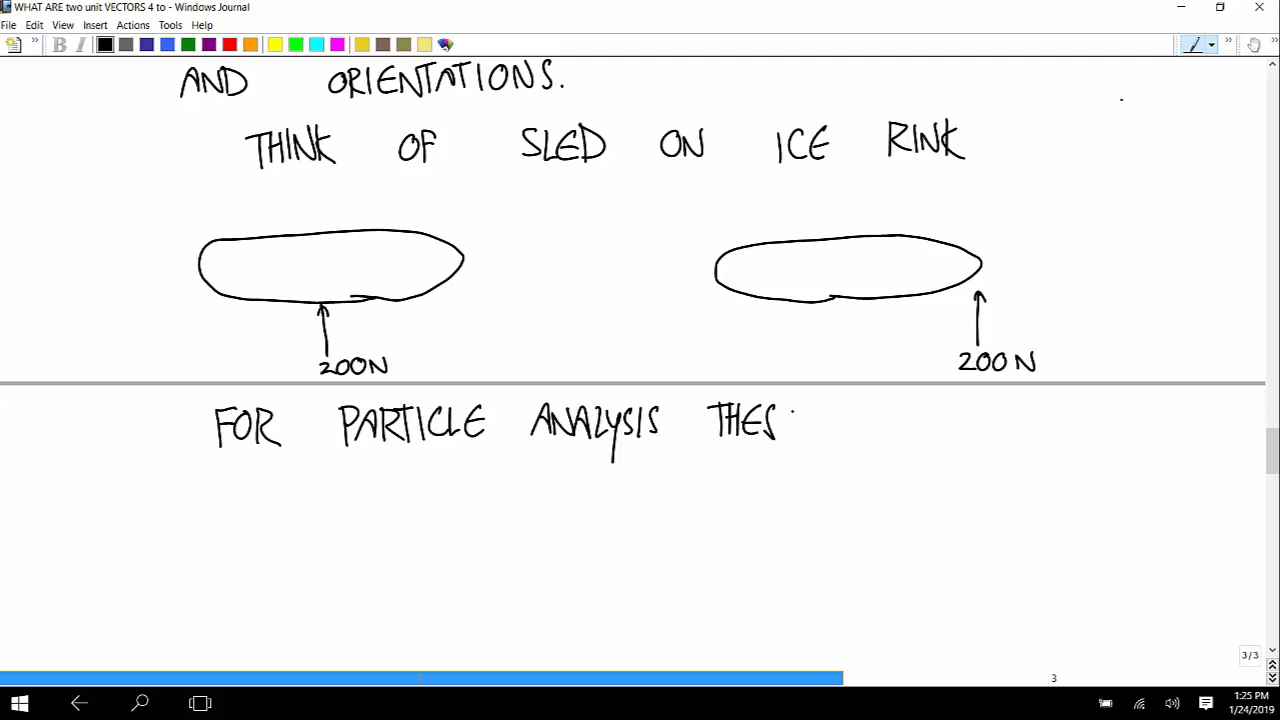 WHAT ARE two unit VECTORS 4 to - Windows Journal
File Edit View Insert Actions Tools Help
B I
AND ORIENTATIONS.
THINK OF SLED ON ICE RINK
200N
200N
FOR PARTICLE ANALYSIS THES
3/3
3
1:25 PM
1/24/2019